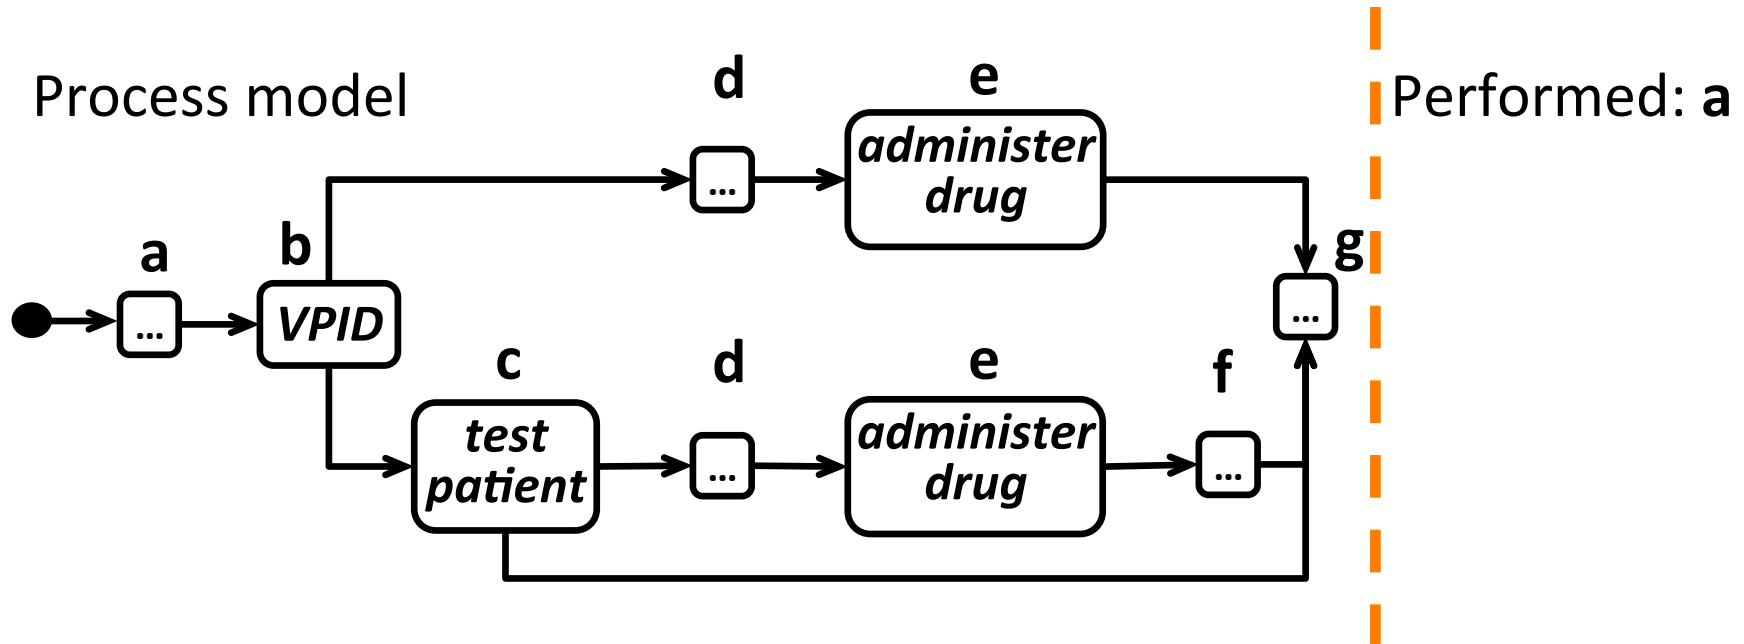 Process model
d
e
Performed: a
administer
drug
...
a
b
g
...
VPID
...
c
d
e
f
test
patient
...
administer
drug
...